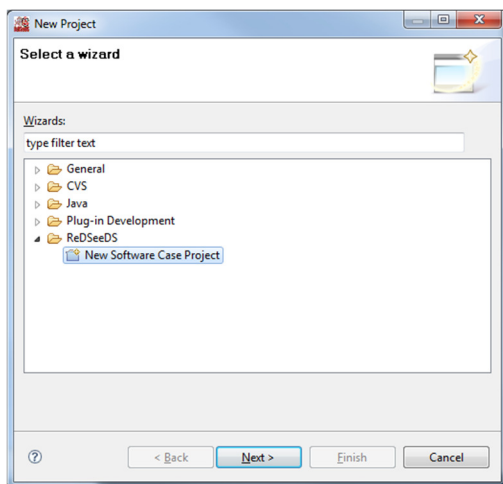 New Project
Select a wizard
Wizards:
type filter text
General
CVS
Java
Plug-in Development
ReDSeeDS
New Software Case Project
?
< Back Next > Finish Cancel